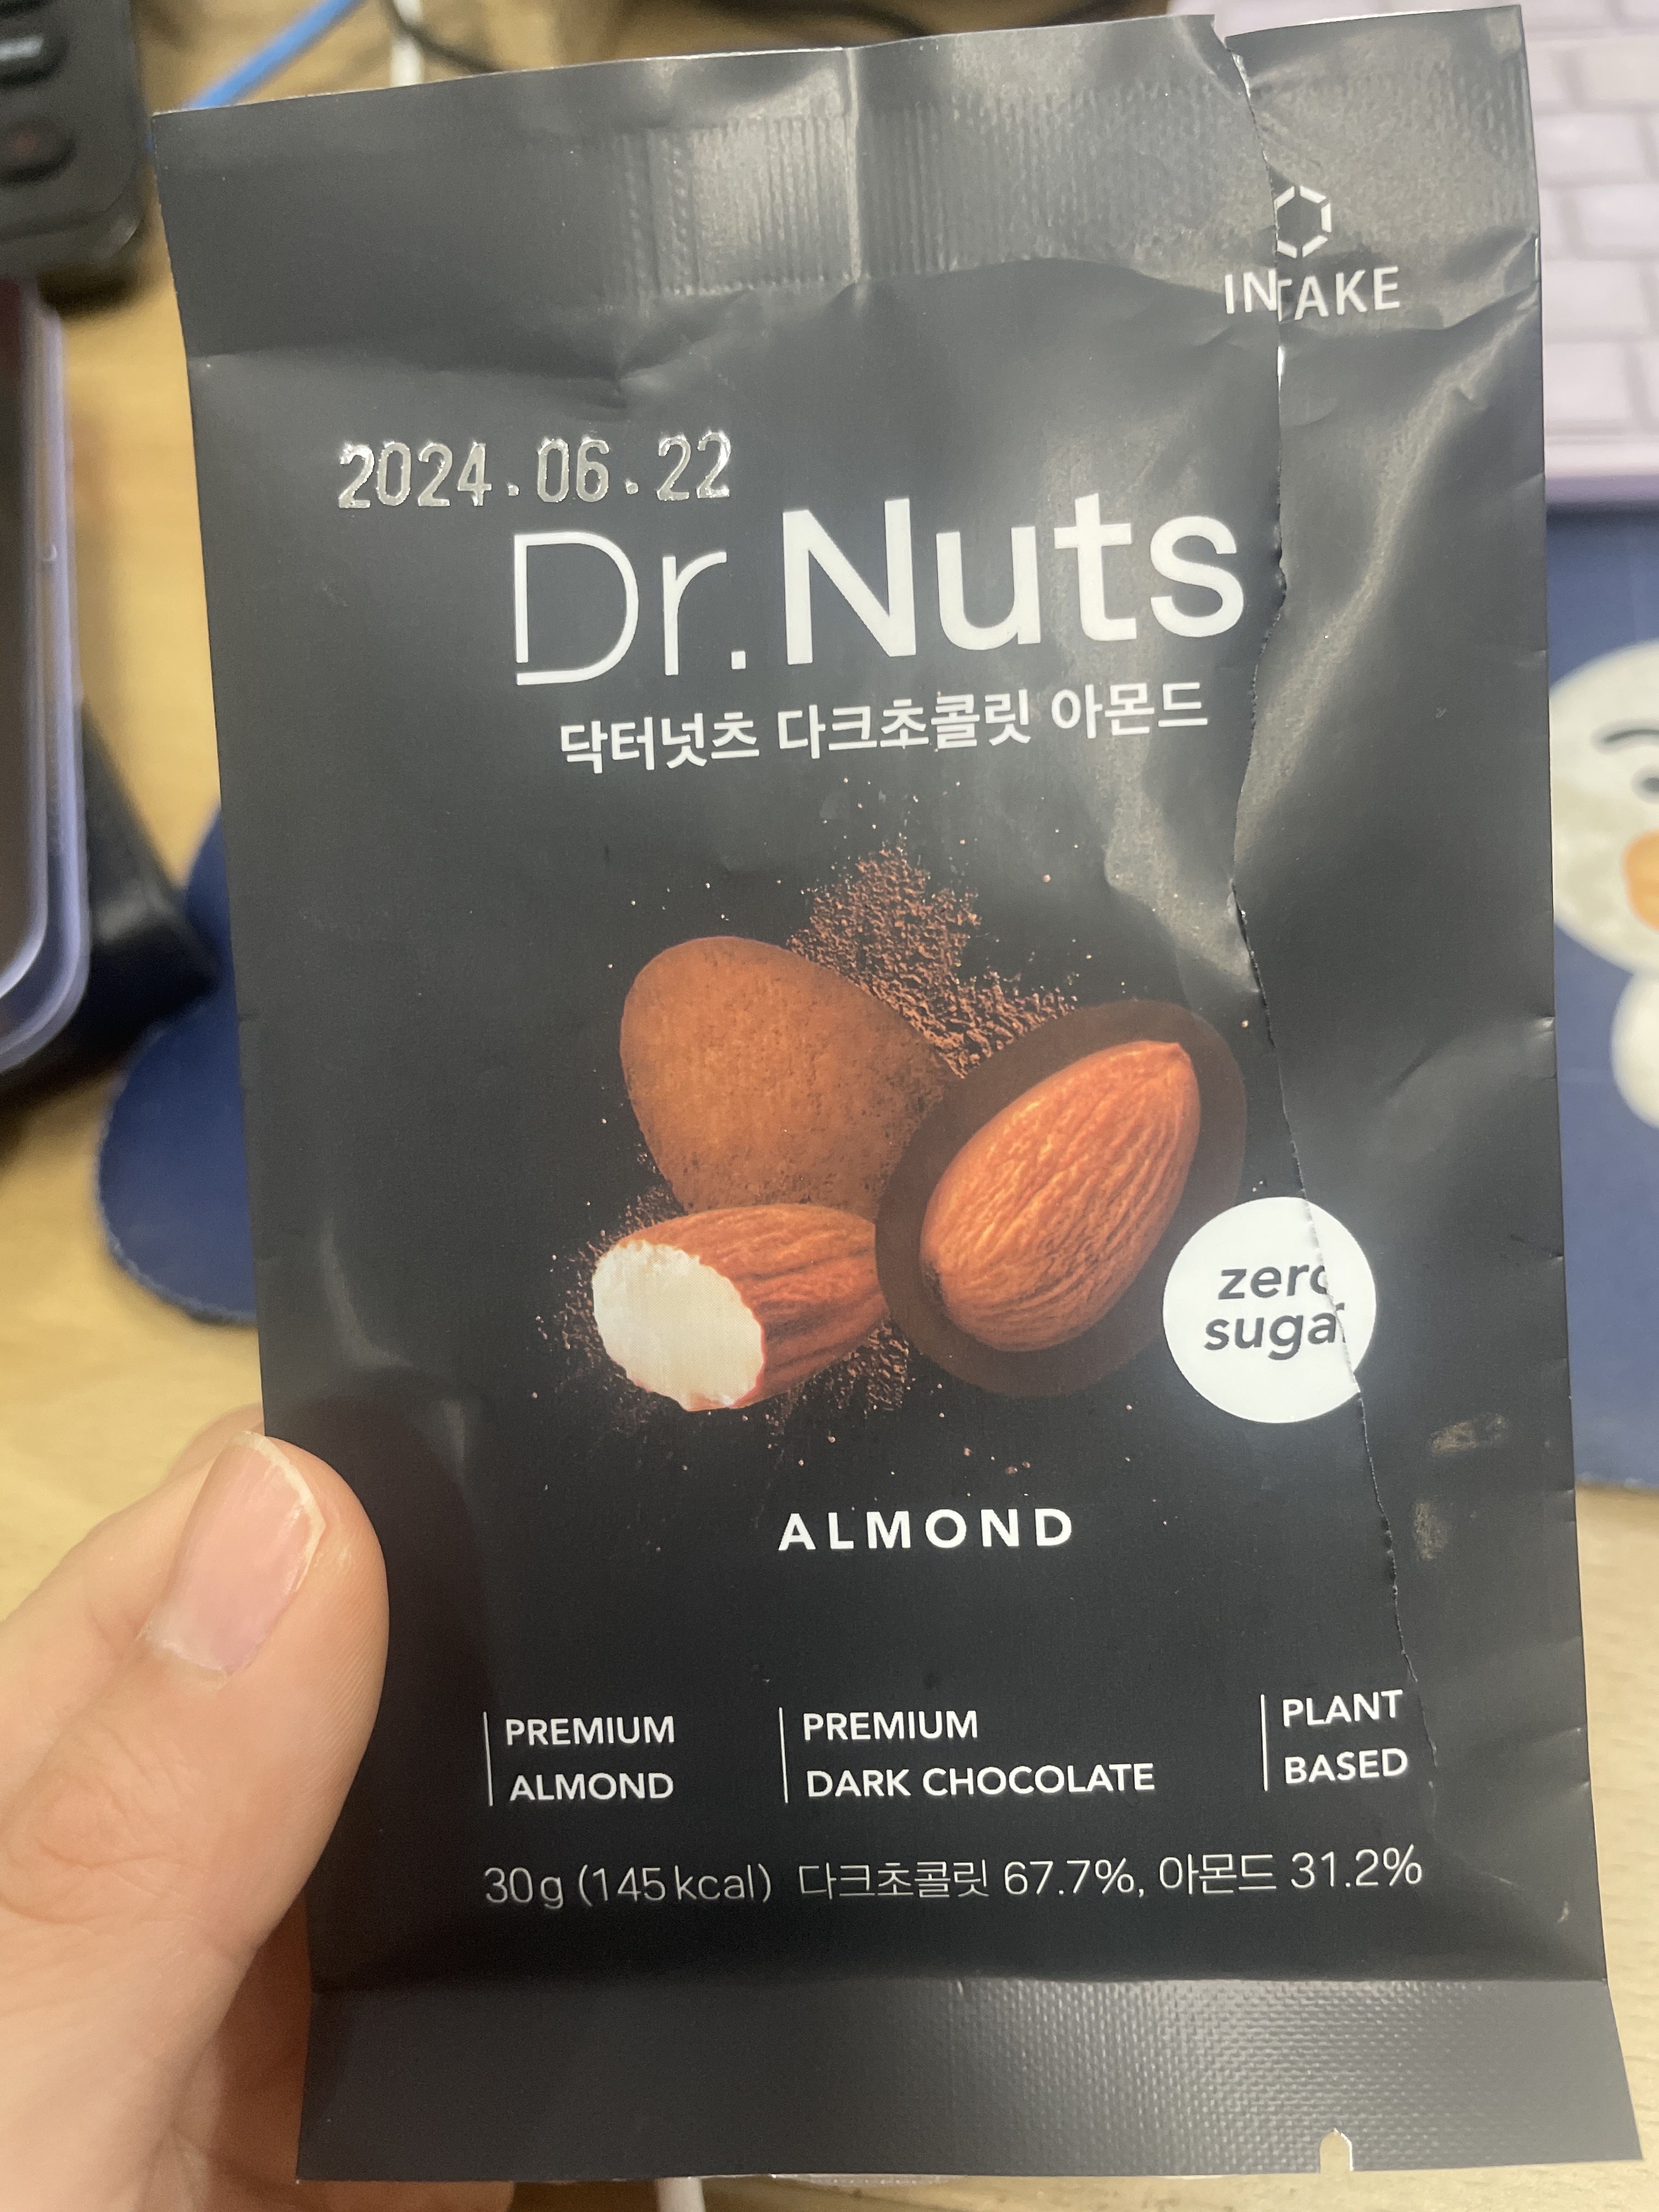 INTAKE
2024.06.22
Dr.Nuts
닥터넛츠 다크초콜릿 아몬드
zero
sugar
ALMOND
PREMIUM
ALMOND
PREMIUM
DARK CHOCOLATE
PLANT
BASED
30g (145 kcal) 다크초콜릿 67.7%, 아몬드 31.2%